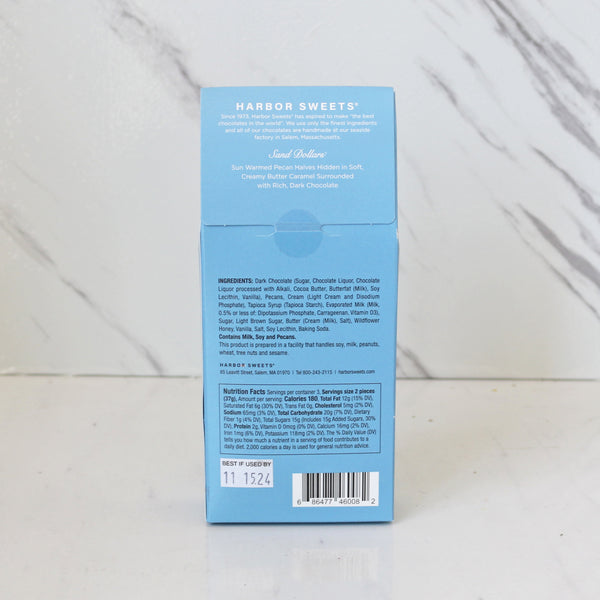 HARBOR SWEETS®
Since 1973, Harbor Sweets® has aspired to make "the best
chocolates in the world". We use only the finest ingredients
and all of our chocolates are handmade at our seaside
factory in Salem, Massachusetts.
Sand Dollars®
Sun Warmed Pecan Halves Hidden in Soft,
Creamy Butter Caramel Surrounded
with Rich, Dark Chocolate
INGREDIENTS: Dark Chocolate (Sugar, Chocolate Liquor, Chocolate
Liquor processed with Alkali, Cocoa Butter, Butterfat (Milk), Soy
Lecithin, Vanilla), Pecans, Cream (Light Cream and Disodium
Phosphate), Tapioca Syrup (Tapioca Starch), Evaporated Milk (Milk,
0.5% or less of; Dipotassium Phosphate, Carrageenan, Vitamin D3),
Sugar, Light Brown Sugar, Butter (Cream (Milk), Salt), Wildflower
Honey, Vanilla, Salt, Soy Lecithin, Baking Soda.
Contains Milk, Soy and Pecans.
This product is prepared in a facility that handles soy, milk, peanuts,
wheat, tree nuts and sesame.
HARBOR SWEETS®
85 Leavitt Street, Salem, MA 01970 | Tel 800-243-2115 | harborsweets.com
Nutrition Facts Servings per container 3, Servings size 2 pieces
(37g), Amount per serving: Calories 180, Total Fat 12g (15% DV),
Saturated Fat 6g (30% DV), Trans Fat 0g, Cholesterol 5mg (2% DV),
Sodium 65mg (3% DV), Total Carbohydrate 20g (7% DV), Dietary
Fiber 1g (4% DV), Total Sugars 15g (Includes 15g Added Sugars, 30%
DV), Protein 2g, Vitamin D 0mcg (0% DV), Calcium 16mg (2% DV),
Iron 1mg (6% DV), Potassium 118mg (2% DV). The % Daily Value (DV)
tells you how much a nutrient in a serving of food contributes to a
daily diet. 2,000 calories a day is used for general nutrition advice.
BEST IF USED BY
11 15 24
6 86477 46008 2